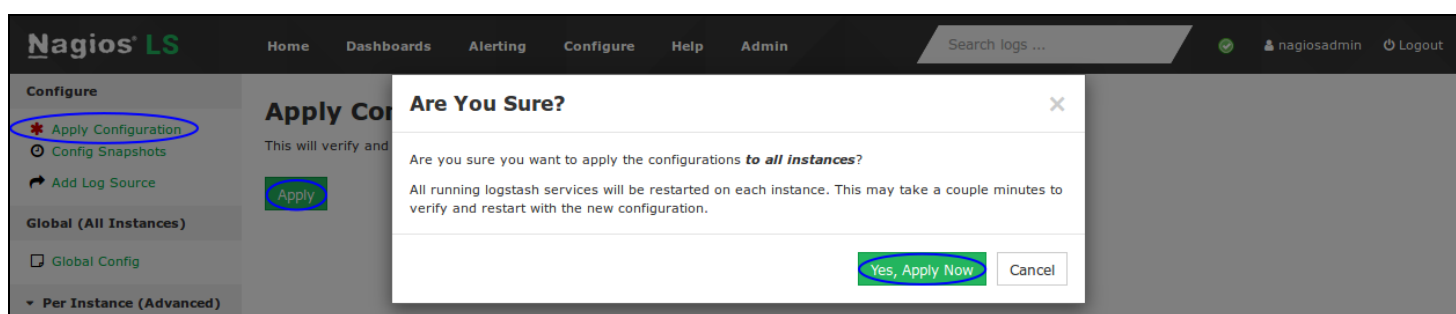 Nagios® LS
Home Dashboards Alerting Configure Help Admin
Search logs ...
nagiosadmin Logout
Configure
Apply Configuration
Config Snapshots
Add Log Source
Global (All Instances)
Global Config
Per Instance (Advanced)
Apply Cor
This will verify and
Apply
Are You Sure?
Are you sure you want to apply the configurations to all instances?
All running logstash services will be restarted on each instance. This may take a couple minutes to
verify and restart with the new configuration.
Yes, Apply Now Cancel